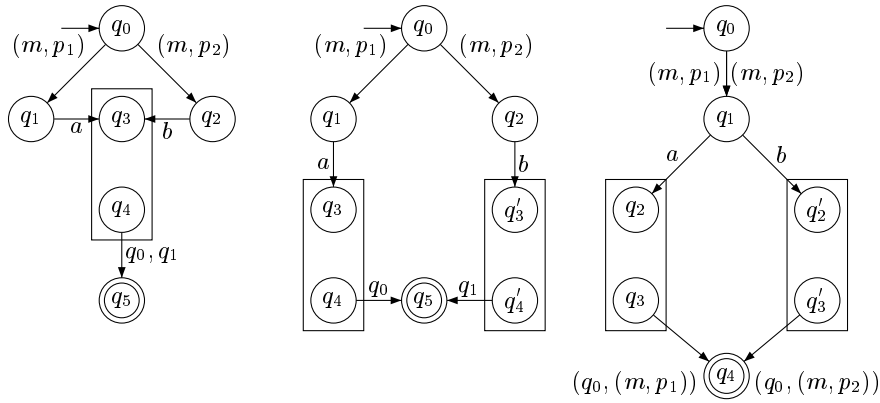 q₀ q₀ q₀
(m, p₁) (m, p₂) (m, p₁) (m, p₂)
(m, p₁) (m, p₂)
q₁ a q₃ b q₂ q₁ q₂ q₁
a b a b
q₄ q₃ q₃′ q₂ q₂′
q₀, q₁
q₅ q₄ q₀ q₅ q₁ q₄′ q₃ q₃′
(q₀, (m, p₁)) q₄ (q₀, (m, p₂))